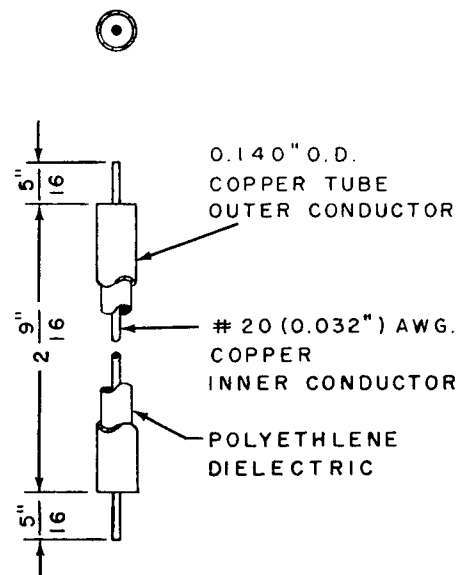 5"
16
0.140" O.D.
COPPER TUBE
OUTER CONDUCTOR
2 9"
16
# 20 (0.032") AWG.
COPPER
INNER CONDUCTOR
POLYETHLENE
DIELECTRIC
5"
16